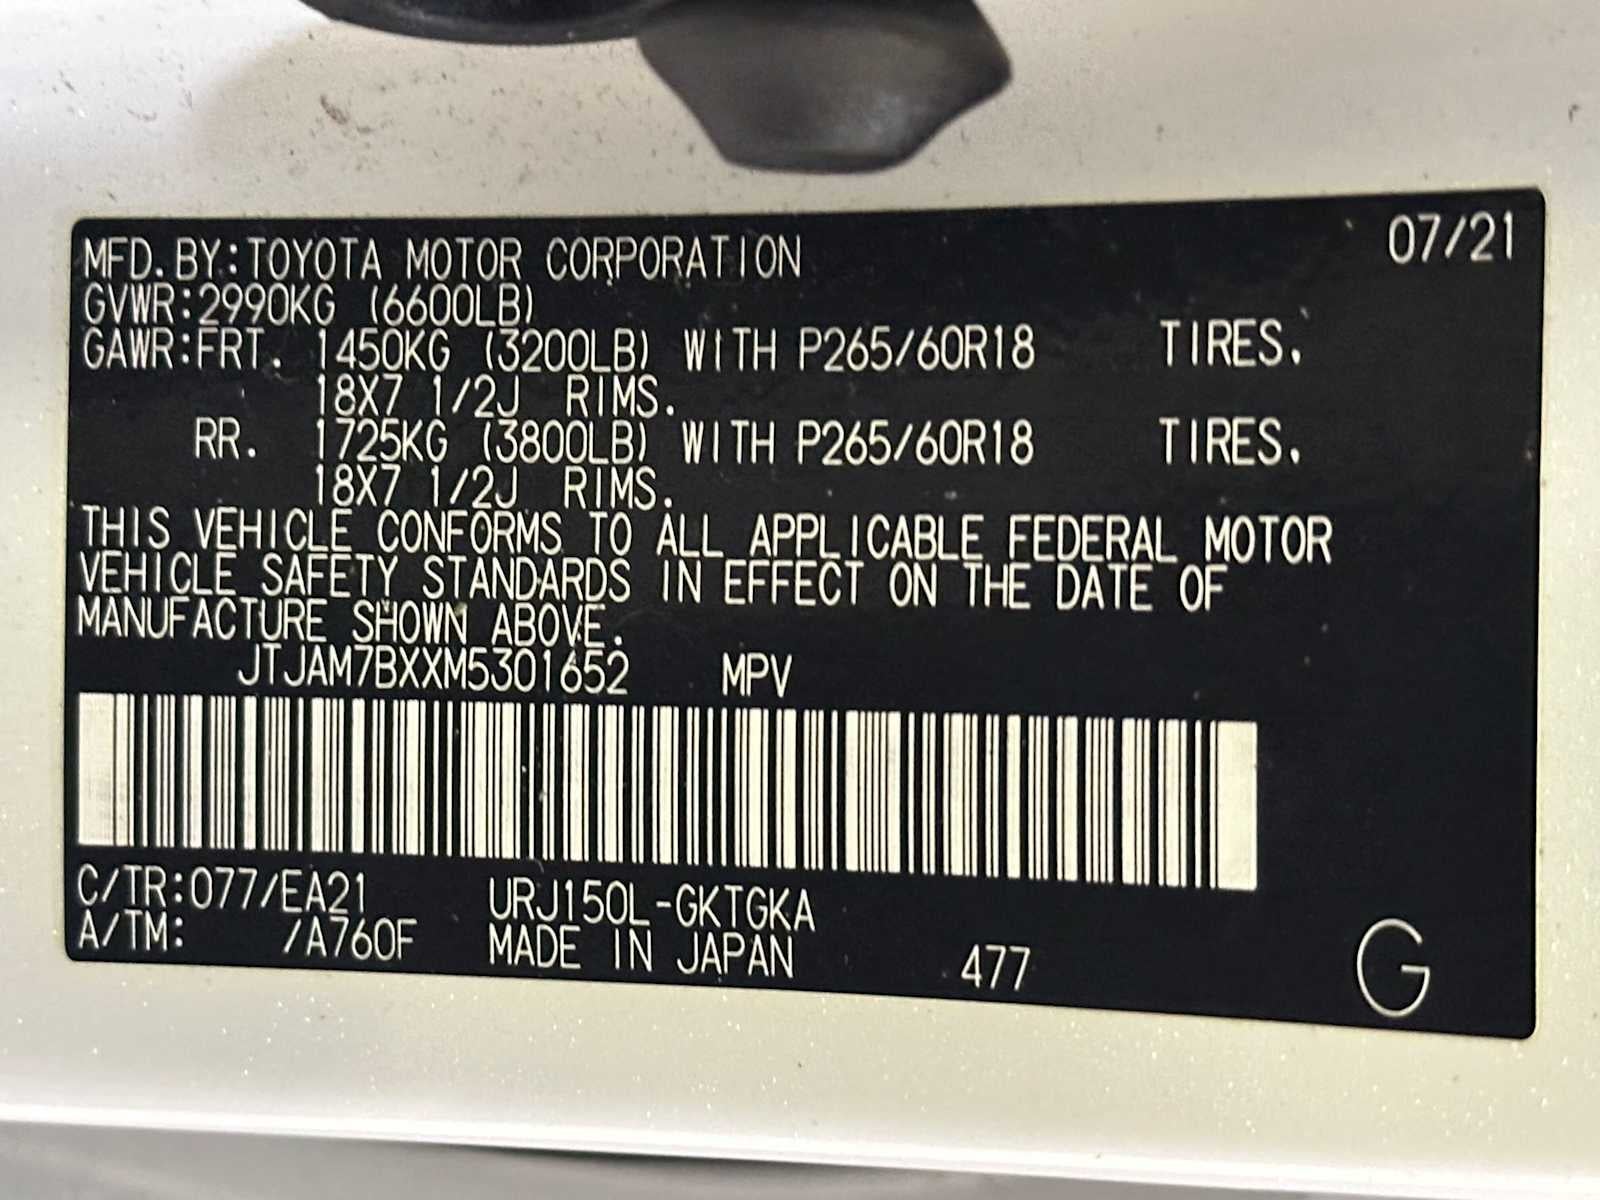 07/21
MFD.BY:TOYOTA MOTOR CORPORATION
GVWR:2990KG (6600LB)
GAWR:FRT. 1450KG (3200LB) WITH P265/60R18 TIRES.
18X7 1/2J RIMS.
RR. 1725KG (3800LB) WITH P265/60R18 TIRES.
18X7 1/2J RIMS.
THIS VEHICLE CONFORMS TO ALL APPLICABLE FEDERAL MOTOR
VEHICLE SAFETY STANDARDS IN EFFECT ON THE DATE OF
MANUFACTURE SHOWN ABOVE.
JTJAM7BXXM5301652 MPV
C/TR:077/EA21 URJ150L-GKTGKA
A/TM: /A760F MADE IN JAPAN 477
G